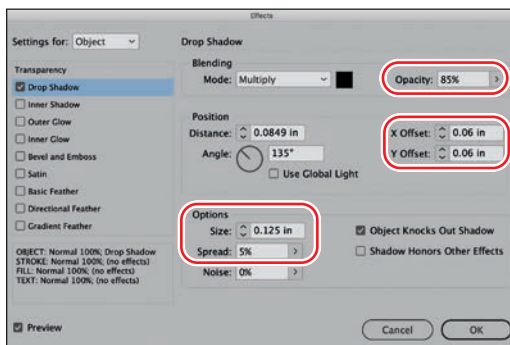 Effects
Settings for: Object
Transparency
Drop Shadow
Inner Shadow
Outer Glow
Inner Glow
Bevel and Emboss
Satin
Basic Feather
Directional Feather
Gradient Feather
OBJECT: Normal 100%; Drop Shadow
STROKE: Normal 100%; (no effects)
FILL: Normal 100%; (no effects)
TEXT: Normal 100%; (no effects)
Preview
Drop Shadow
Blending
Mode: Multiply Opacity: 85%
Position
Distance: 0.0849 in X Offset: 0.06 in
Angle: 135° Y Offset: 0.06 in
Use Global Light
Options
Size: 0.125 in Object Knocks Out Shadow
Spread: 5% Shadow Honors Other Effects
Noise: 0%
Cancel OK